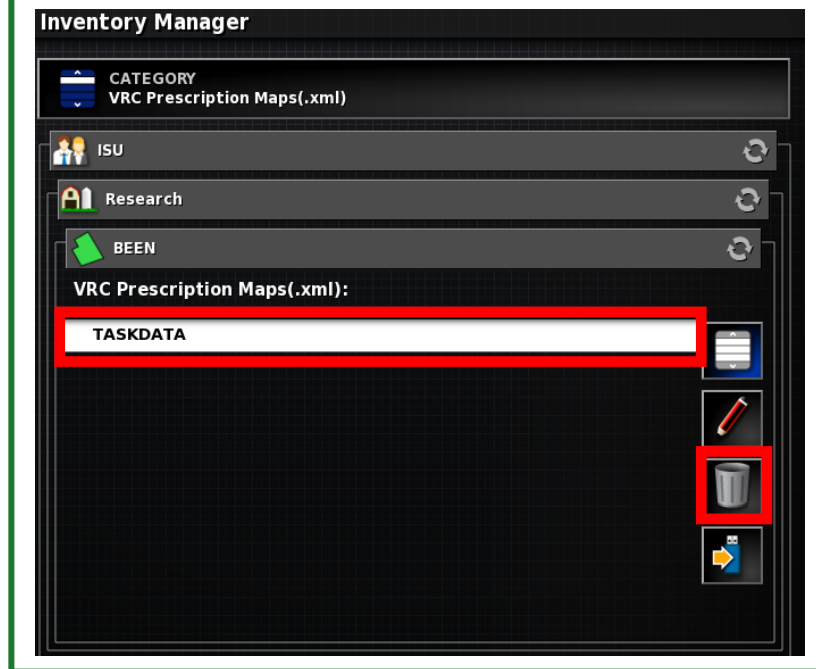 Inventory Manager
CATEGORY
VRC Prescription Maps(.xml)
ISU
Research
BEEN
VRC Prescription Maps(.xml):
TASKDATA